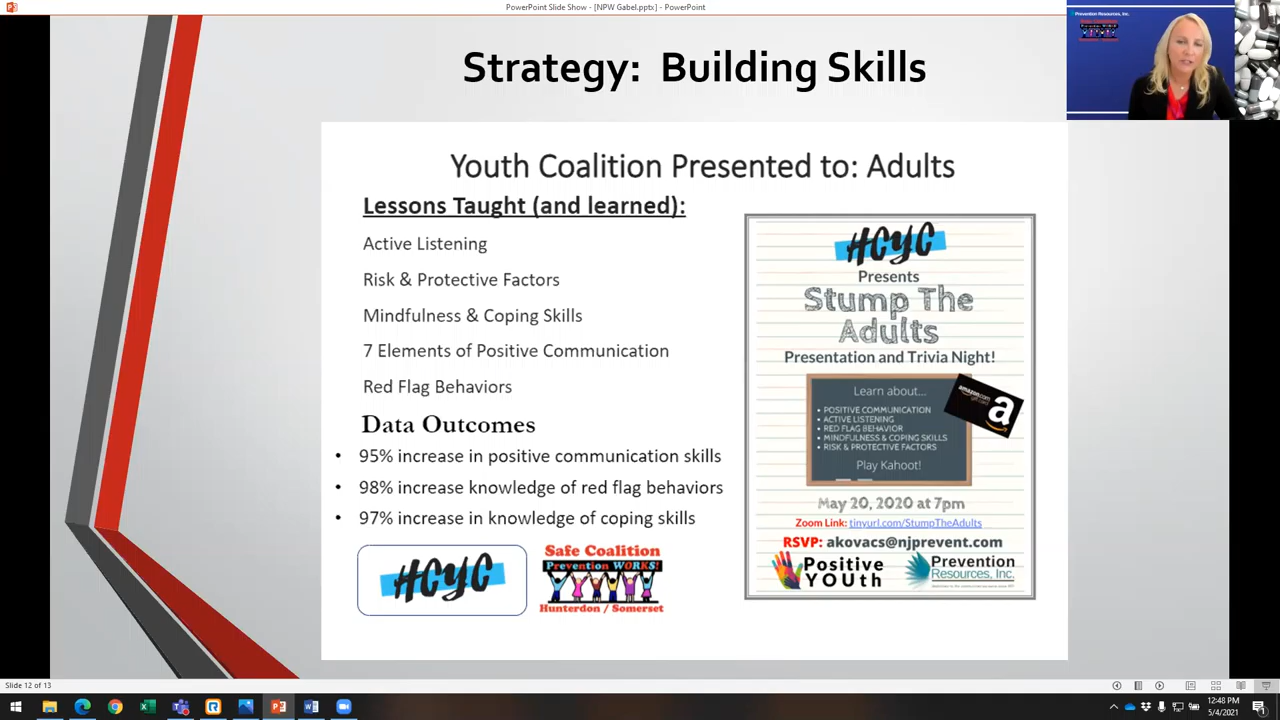 PowerPoint Slide Show - [NPW Gabel.pptx] - PowerPoint
Prevention Resources, Inc.
Strategy: Building Skills
Youth Coalition Presented to: Adults
Lessons Taught (and learned):
Active Listening
Risk & Protective Factors
Mindfulness & Coping Skills
7 Elements of Positive Communication
Red Flag Behaviors
Data Outcomes
• 95% increase in positive communication skills
• 98% increase knowledge of red flag behaviors
• 97% increase in knowledge of coping skills
HCYC
Safe Coalition
Prevention WORKS!
Hunterdon / Somerset
HCYC
Presents
Stump The
Adults
Presentation and Trivia Night!
Learn about...
• POSITIVE COMMUNICATION
• ACTIVE LISTENING
• RED FLAG BEHAVIOR
• MINDFULNESS & COPING SKILLS
• RISK & PROTECTIVE FACTORS
Play Kahoot!
amazon.com
a
May 20, 2020 at 7pm
Zoom Link: tinyurl.com/StumpTheAdults
RSVP: akovacs@njprevent.com
Positive
YOUth
Prevention
Resources, Inc.
Slide 12 of 13
12:48 PM
5/4/2021